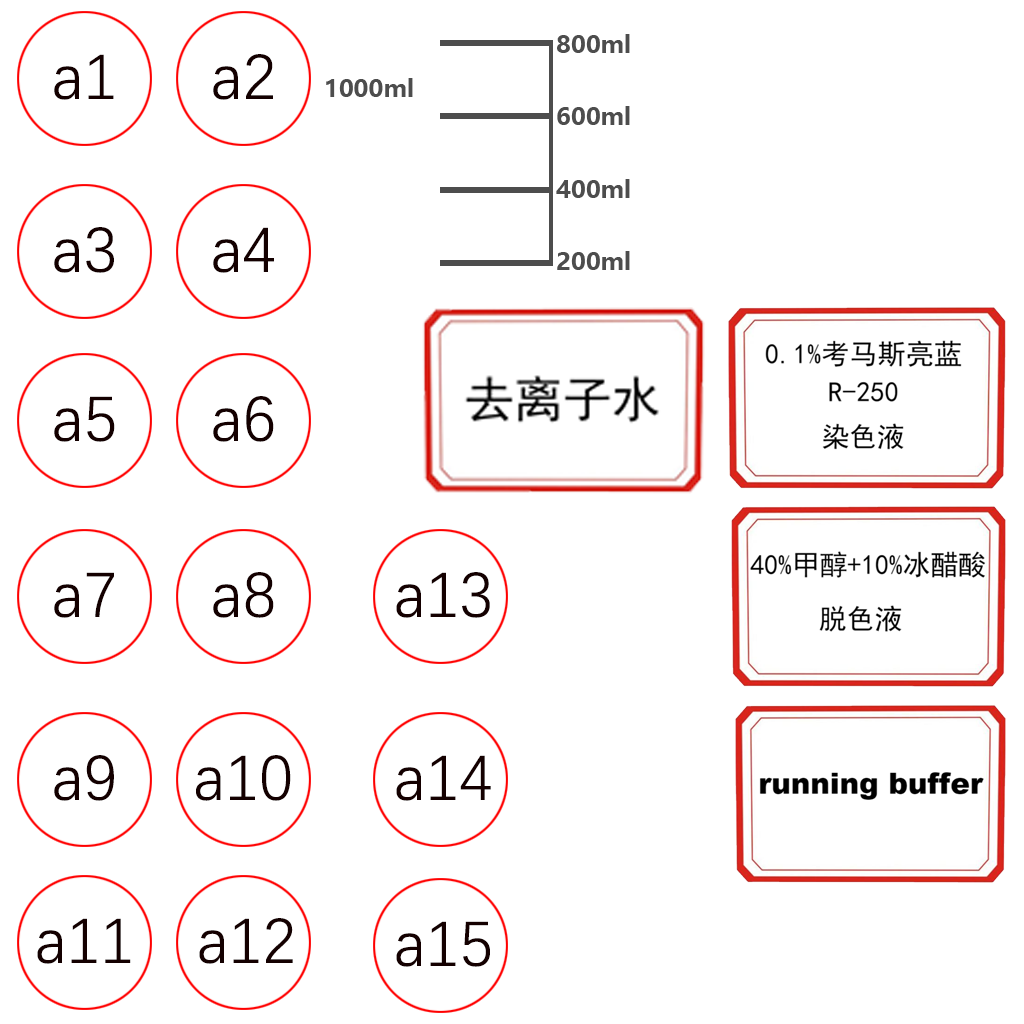 a1
a2
1000ml
800ml
600ml
400ml
200ml
a3
a4
a5
a6
去离子水
0.1%考马斯亮蓝
R-250
染色液
a7
a8
a13
40%甲醇+10%冰醋酸
脱色液
a9
a10
a14
running buffer
a11
a12
a15